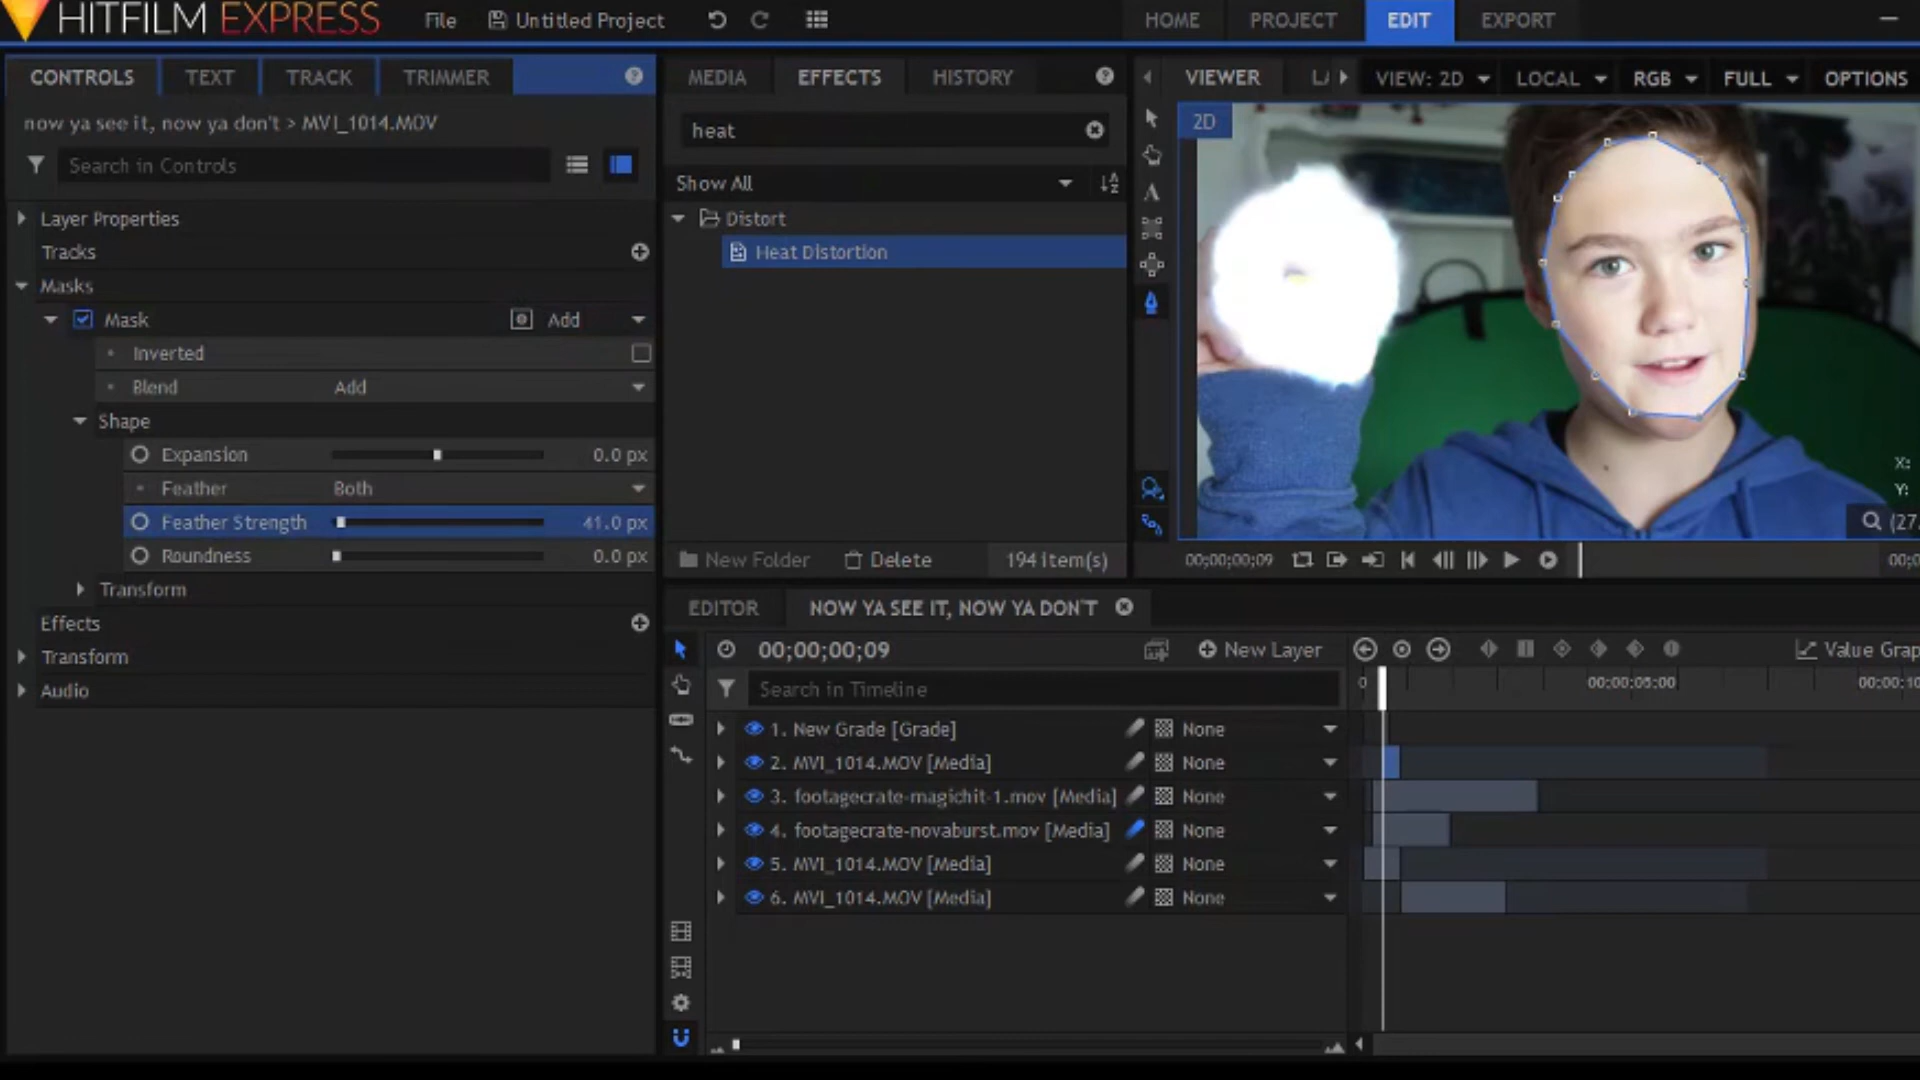 HITFILM EXPRESS File Untitled Project HOME PROJECT EDIT EXPORT
CONTROLS TEXT TRACK TRIMMER
now ya see it, now ya don't > MVI_1014.MOV
Search in Controls
Layer Properties
Tracks
Masks
Mask Add
Inverted
Blend Add
Shape
Expansion 0.0 px
Feather Both
Feather Strength 41.0 px
Roundness 0.0 px
Transform
Effects
Transform
Audio
MEDIA EFFECTS HISTORY
heat
Show All
Distort
Heat Distortion
New Folder Delete 194 item(s)
VIEWER VIEW: 2D LOCAL RGB FULL OPTIONS
2D
X:
Y:
(27.
00;00;00;09
EDITOR NOW YA SEE IT, NOW YA DON'T
00;00;00;09 New Layer Value Grap
Search in Timeline 0 00;00;05;00 00;00;10
1. New Grade [Grade] None
2. MVI_1014.MOV [Media] None
3. footagecrate-magichit-1.mov [Media] None
4. footagecrate-novaburst.mov [Media] None
5. MVI_1014.MOV [Media] None
6. MVI_1014.MOV [Media] None